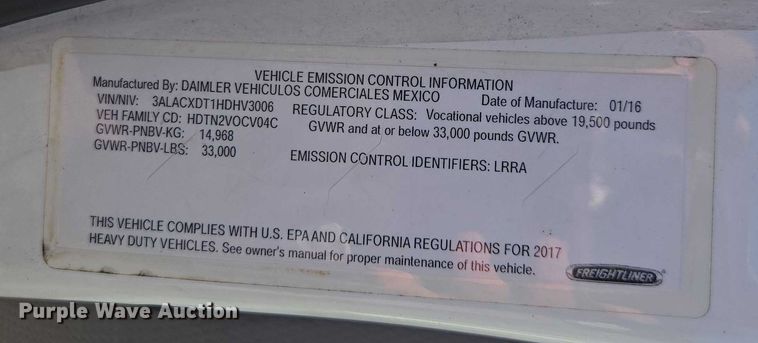 VEHICLE EMISSION CONTROL INFORMATION
Manufactured By: DAIMLER VEHICULOS COMERCIALES MEXICO Date of Manufacture: 01/16
VIN/NIV: 3ALACXDT1HDHV3006 REGULATORY CLASS: Vocational vehicles above 19,500 pounds
VEH FAMILY CD: HDTN2VOCV04C GVWR and at or below 33,000 pounds GVWR.
GVWR-PNBV-KG: 14,968
GVWR-PNBV-LBS: 33,000 EMISSION CONTROL IDENTIFIERS: LRRA
THIS VEHICLE COMPLIES WITH U.S. EPA AND CALIFORNIA REGULATIONS FOR 2017
HEAVY DUTY VEHICLES. See owner's manual for proper maintenance of this vehicle.
FREIGHTLINER
Purple Wave Auction